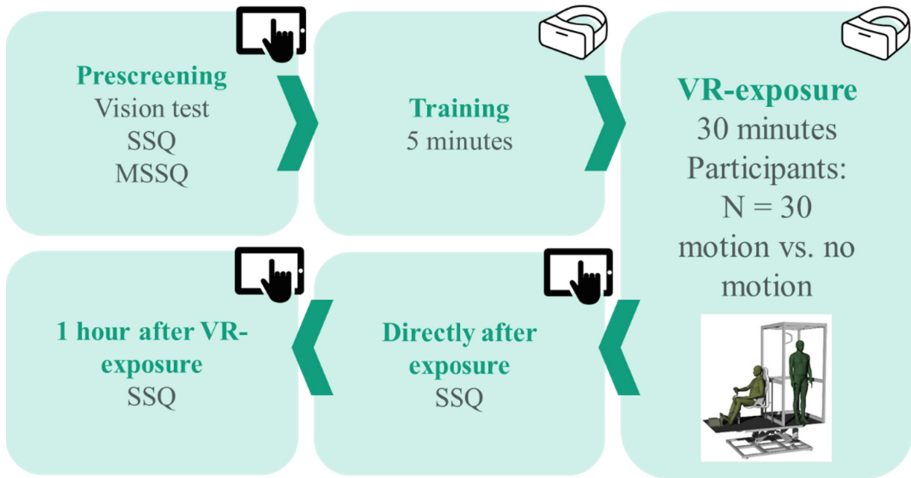 Prescreening
Vision test
SSQ
MSSQ
Training
5 minutes
VR-exposure
30 minutes
Participants:
N = 30
motion vs. no
motion
Directly after
exposure
SSQ
1 hour after VR-
exposure
SSQ